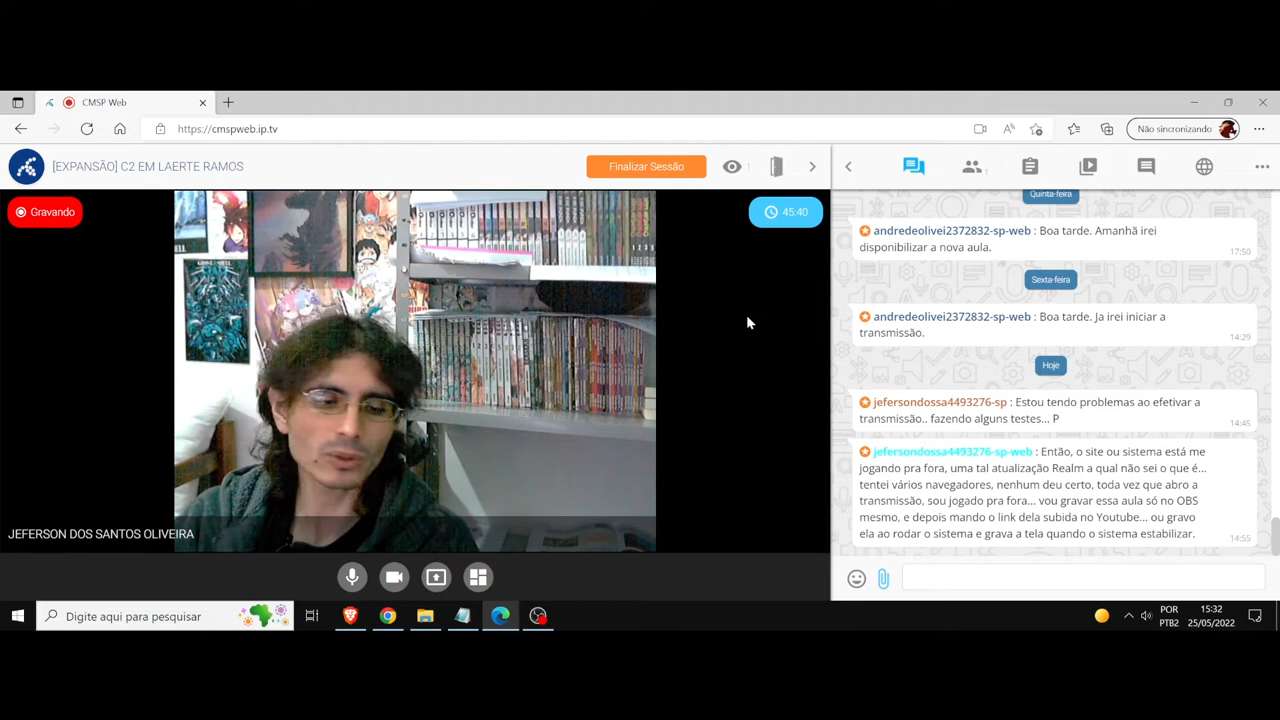 CMSP Web
https://cmspweb.ip.tv
Não sincronizando
[EXPANSÃO] C2 EM LAERTE RAMOS
Finalizar Sessão
1
1
Gravando
45:40
JEFERSON DOS SANTOS OLIVEIRA
Quinta-feira
andredeolivei2372832-sp-web : Boa tarde. Amanhã irei
disponibilizar a nova aula.
17:50
Sexta-feira
andredeolivei2372832-sp-web : Boa tarde. Ja irei iniciar a
transmissão.
14:29
Hoje
jefersondossa4493276-sp : Estou tendo problemas ao efetivar a
transmissão.. fazendo alguns testes... P
14:45
jefersondossa4493276-sp-web : Então, o site ou sistema está me
jogando pra fora, uma tal atualização Realm a qual não sei o que é...
tentei vários navegadores, nenhum deu certo, toda vez que abro a
transmissão, sou jogado pra fora... vou gravar essa aula só no OBS
mesmo, e depois mando o link dela subida no Youtube... ou gravo
ela ao rodar o sistema e grava a tela quando o sistema estabilizar.
14:55
Digite aqui para pesquisar
POR
PTB2
15:32
25/05/2022